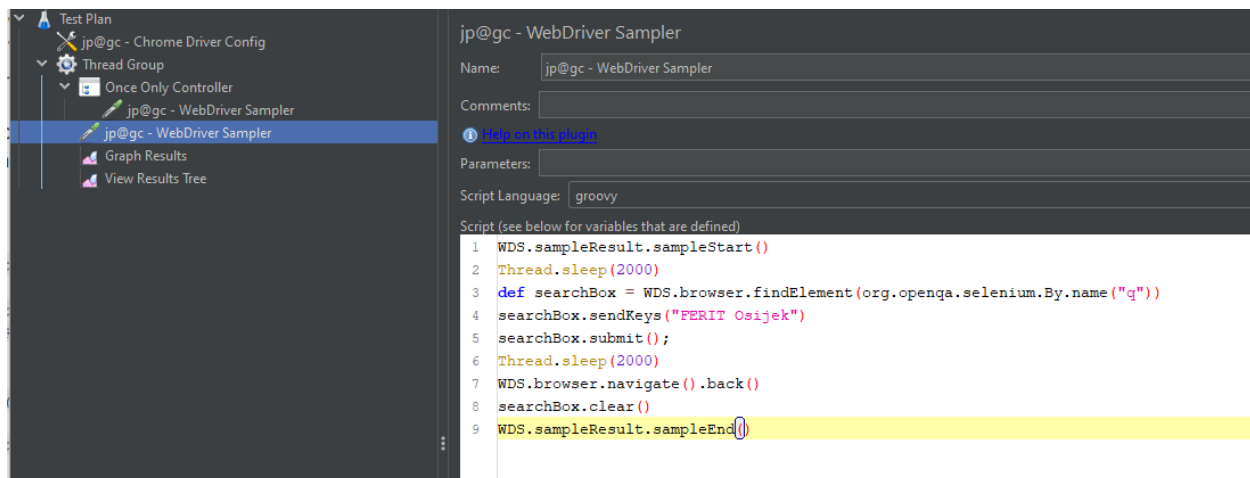 Test Plan
jp@gc - Chrome Driver Config
Thread Group
Once Only Controller
jp@gc - WebDriver Sampler
jp@gc - WebDriver Sampler
Graph Results
View Results Tree
jp@gc - WebDriver Sampler
Name: jp@gc - WebDriver Sampler
Comments:
Help on this plugin
Parameters:
Script Language: groovy
Script (see below for variables that are defined)
1 WDS.sampleResult.sampleStart()
2 Thread.sleep(2000)
3 def searchBox = WDS.browser.findElement(org.openqa.selenium.By.name("q"))
4 searchBox.sendKeys("FERIT Osijek")
5 searchBox.submit();
6 Thread.sleep(2000)
7 WDS.browser.navigate().back()
8 searchBox.clear()
9 WDS.sampleResult.sampleEnd()